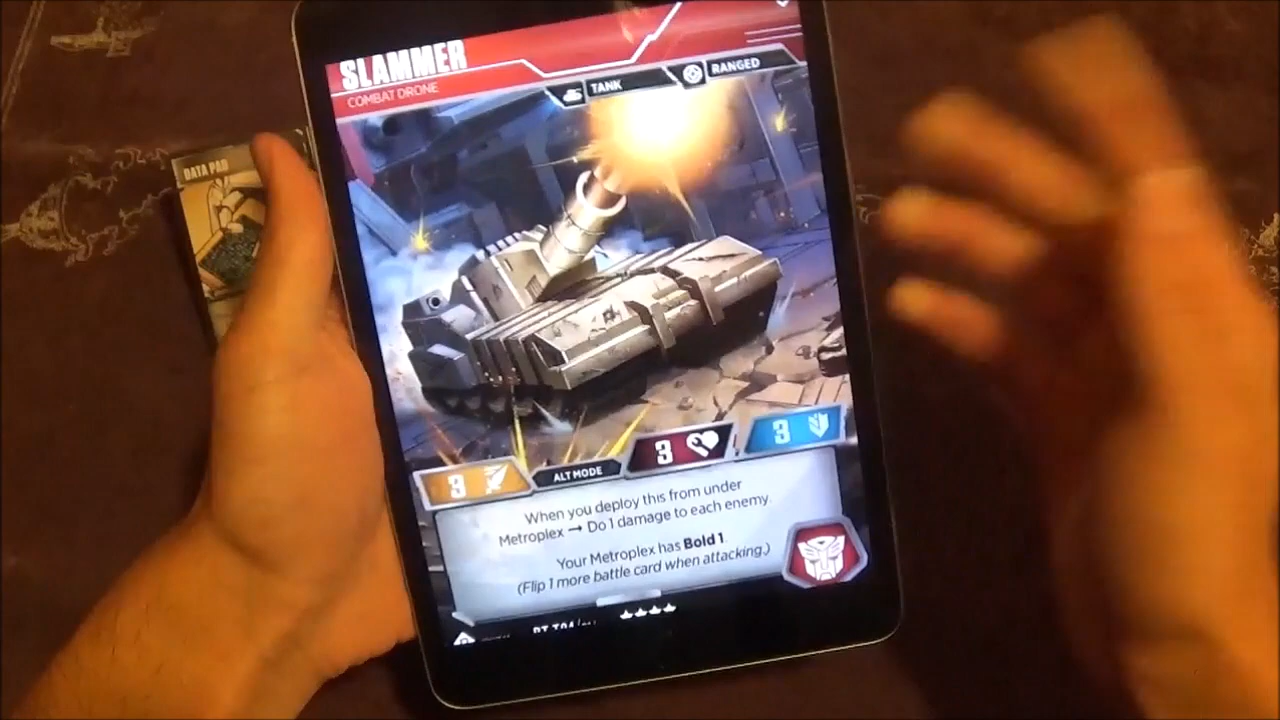 SLAMMER
COMBAT DRONE
TANK
RANGED
DATA PAD
3
ALT MODE
3
3
When you deploy this from under
Metroplex → Do 1 damage to each enemy.
Your Metroplex has Bold 1.
(Flip 1 more battle card when attacking.)